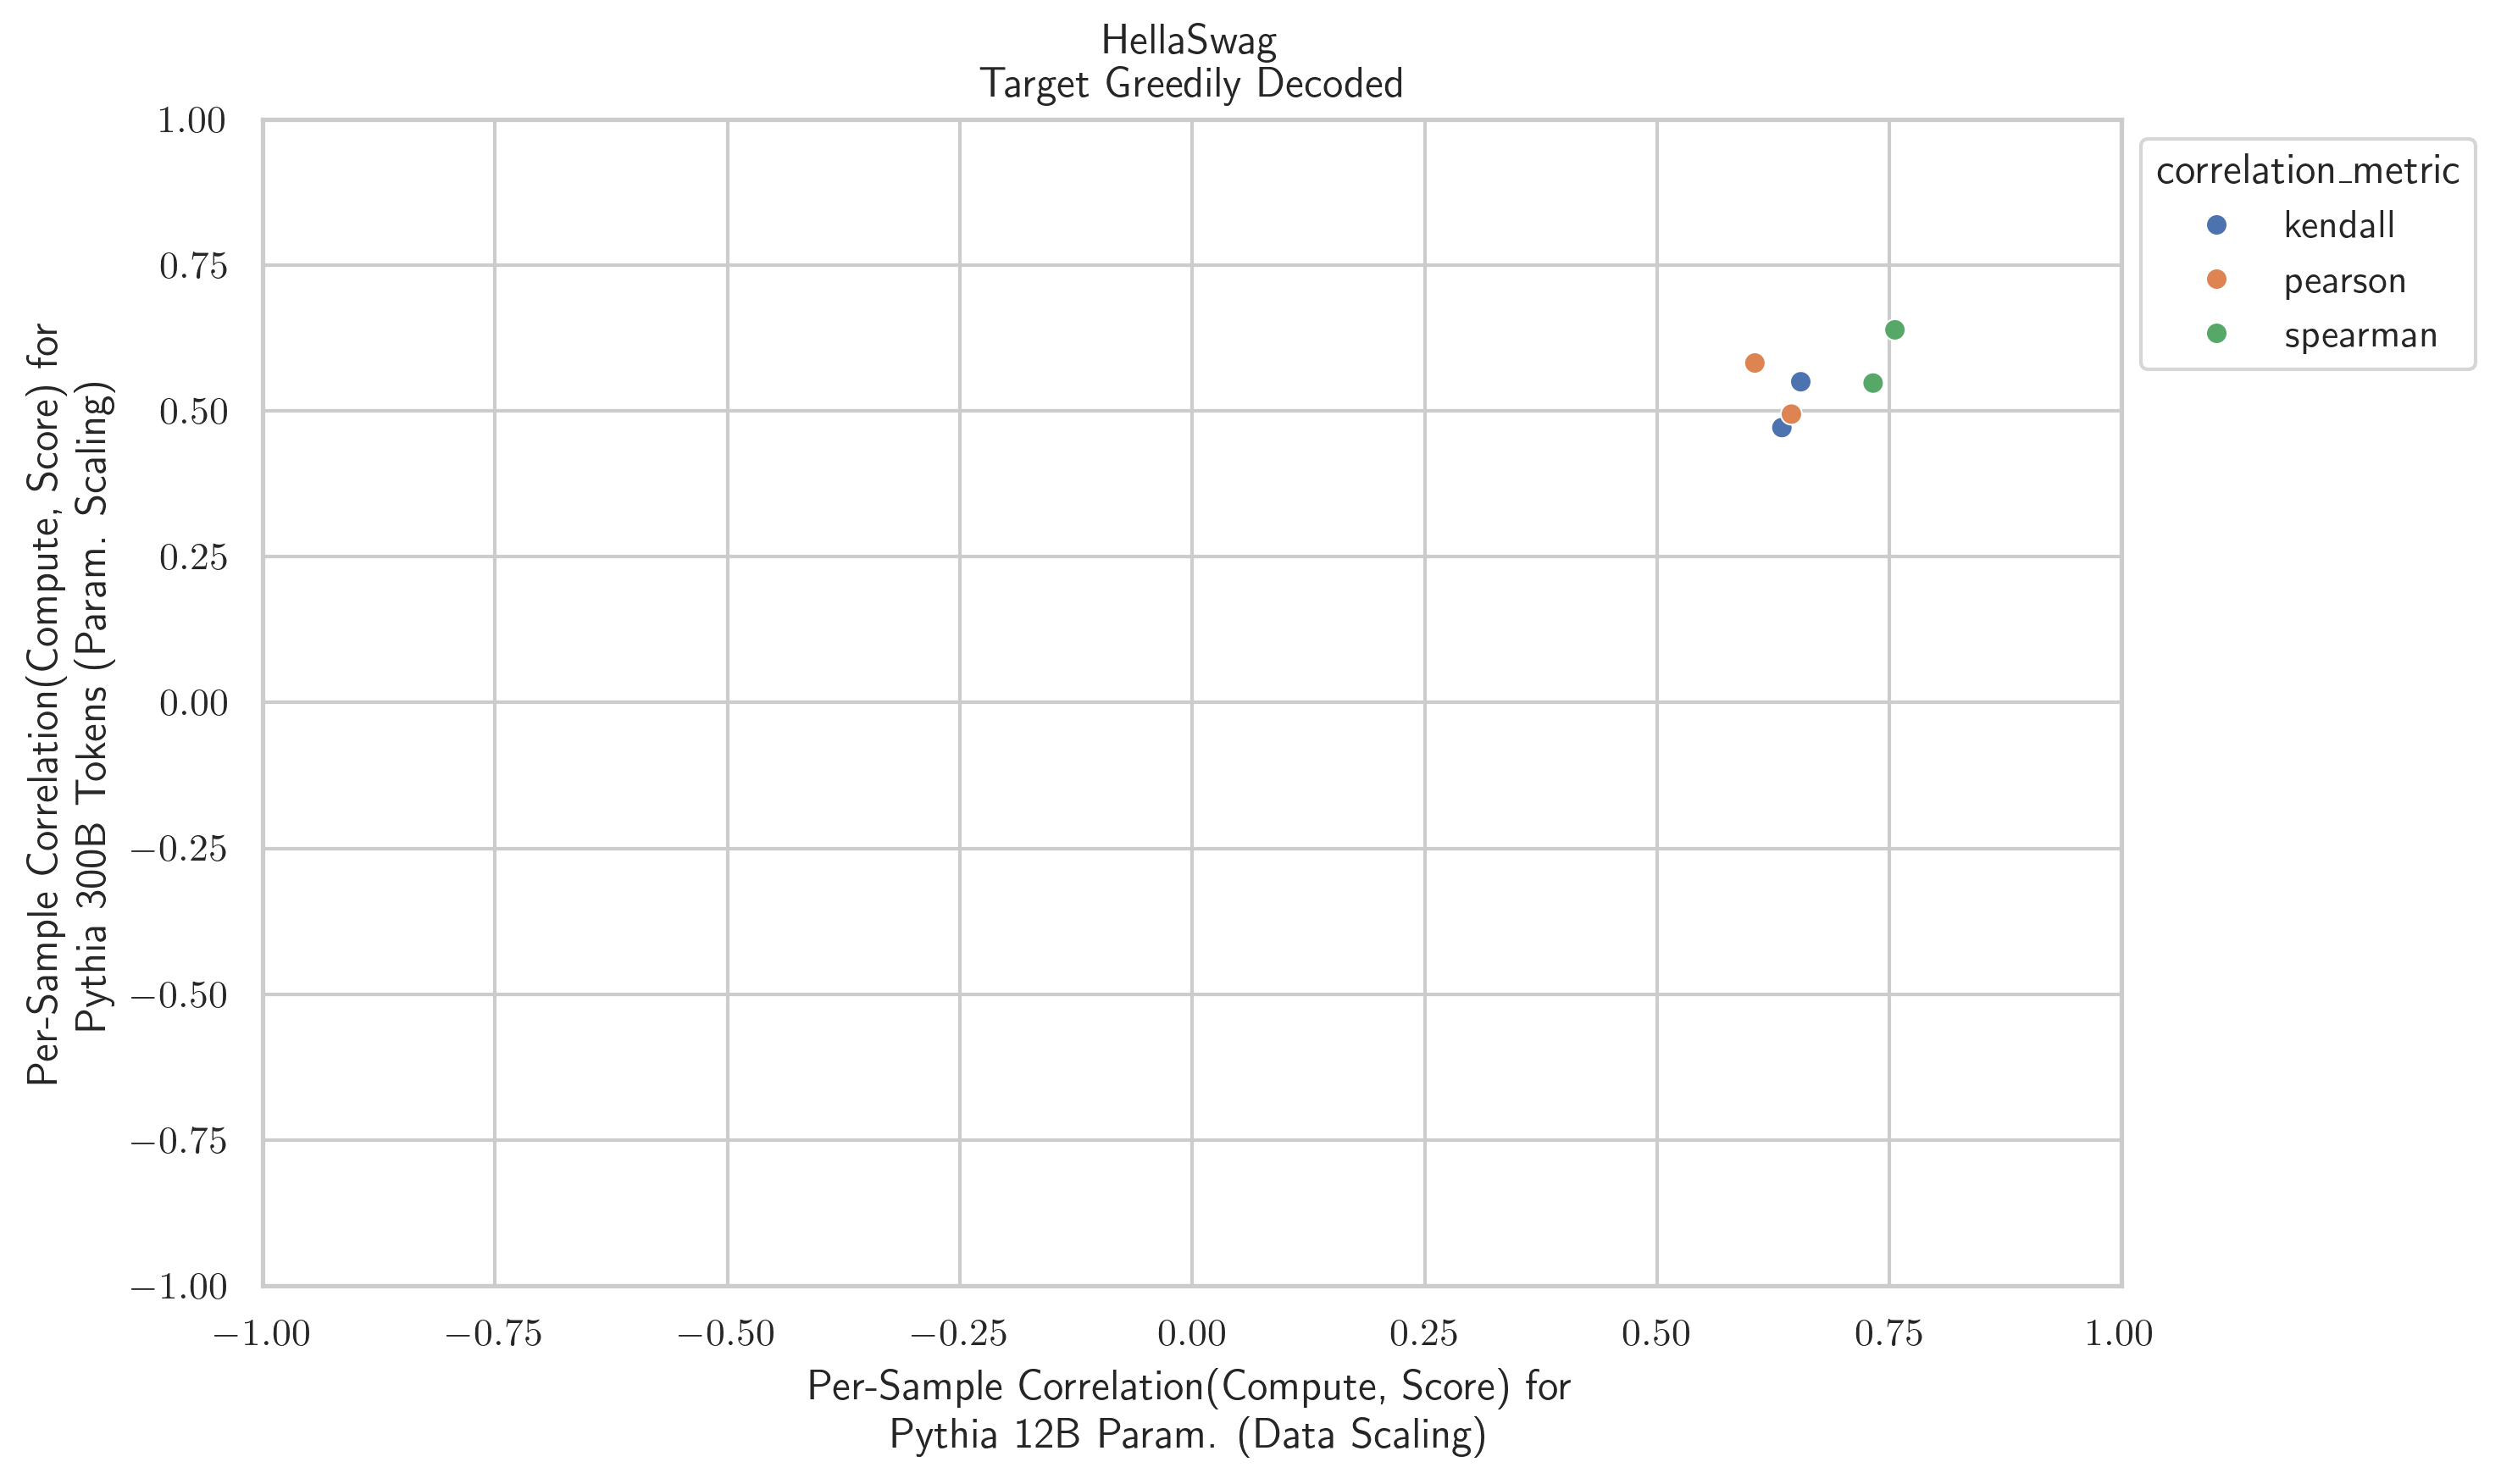 HellaSwag
Target Greedily Decoded
1.00
0.75
0.50
0.25
0.00
−0.25
−0.50
−0.75
−1.00
Per-Sample Correlation(Compute, Score) for
Pythia 300B Tokens (Param. Scaling)
−1.00
−0.75
−0.50
−0.25
0.00
0.25
0.50
0.75
1.00
Per-Sample Correlation(Compute, Score) for
Pythia 12B Param. (Data Scaling)
correlation_metric
kendall
pearson
spearman